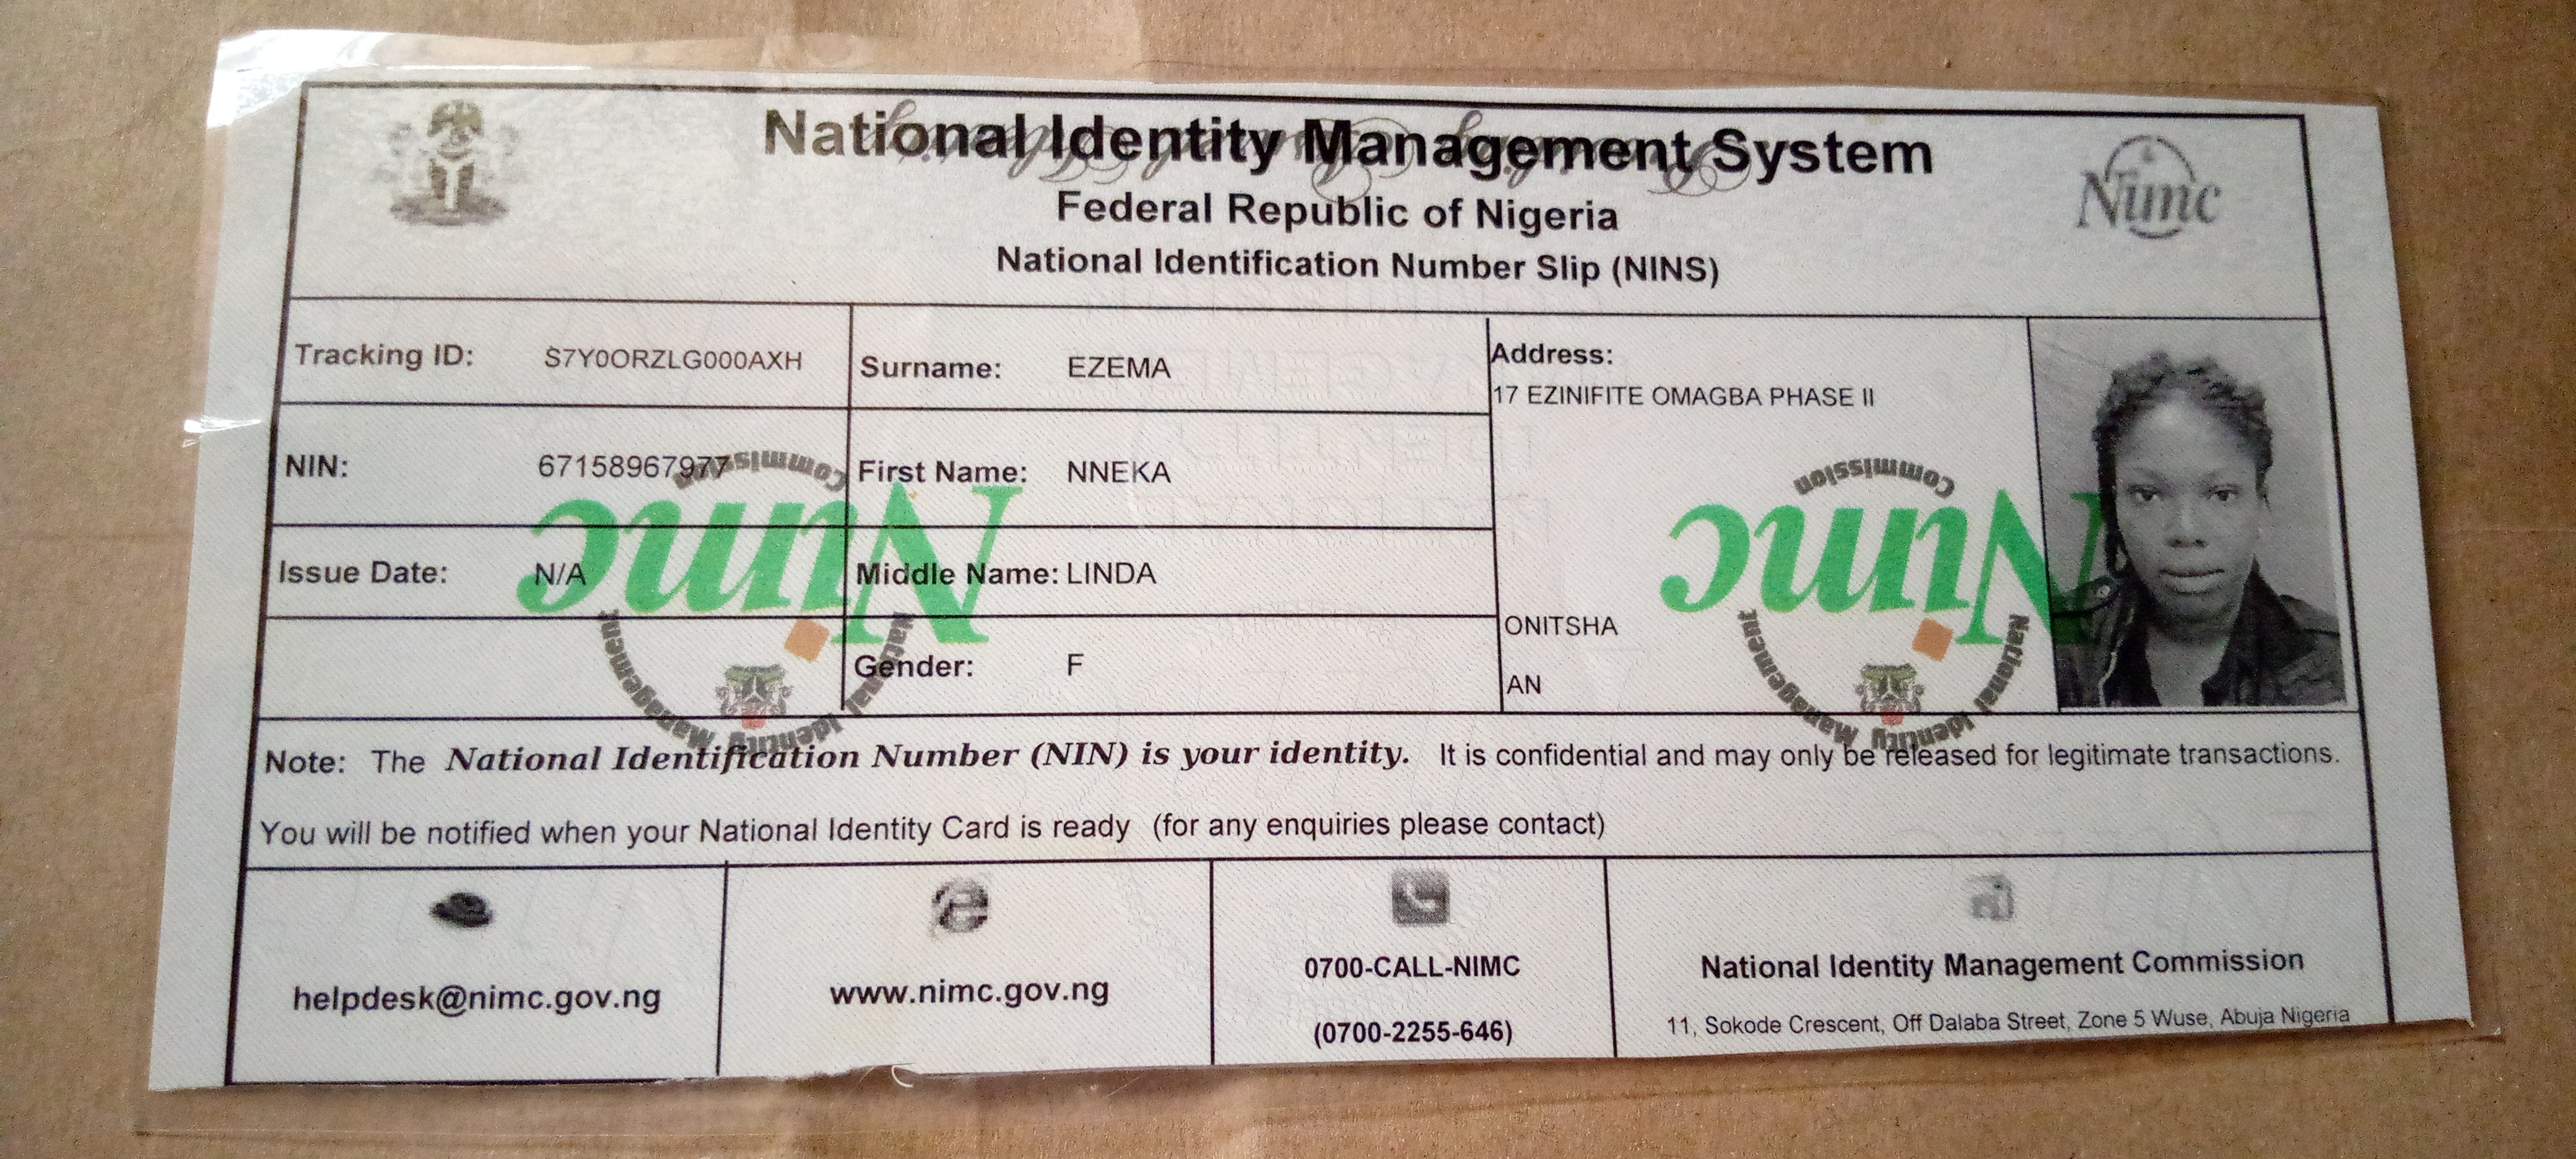 National Identity Management System
Federal Republic of Nigeria
National Identification Number Slip (NINS)
Nimc
Tracking ID: S7Y0ORZLG000AXH
Surname: EZEMA
Address:
17 EZINIFITE OMAGBA PHASE II
NIN: 67158967977
First Name: NNEKA
Issue Date: N/A
Middle Name: LINDA
Gender: F
ONITSHA
AN
Nimc
National Identity Management Commission
Nimc
National Identity Management Commission
Note: The National Identification Number (NIN) is your identity. It is confidential and may only be released for legitimate transactions.
You will be notified when your National Identity Card is ready (for any enquiries please contact)
helpdesk@nimc.gov.ng
www.nimc.gov.ng
0700-CALL-NIMC
(0700-2255-646)
National Identity Management Commission
11, Sokode Crescent, Off Dalaba Street, Zone 5 Wuse, Abuja Nigeria